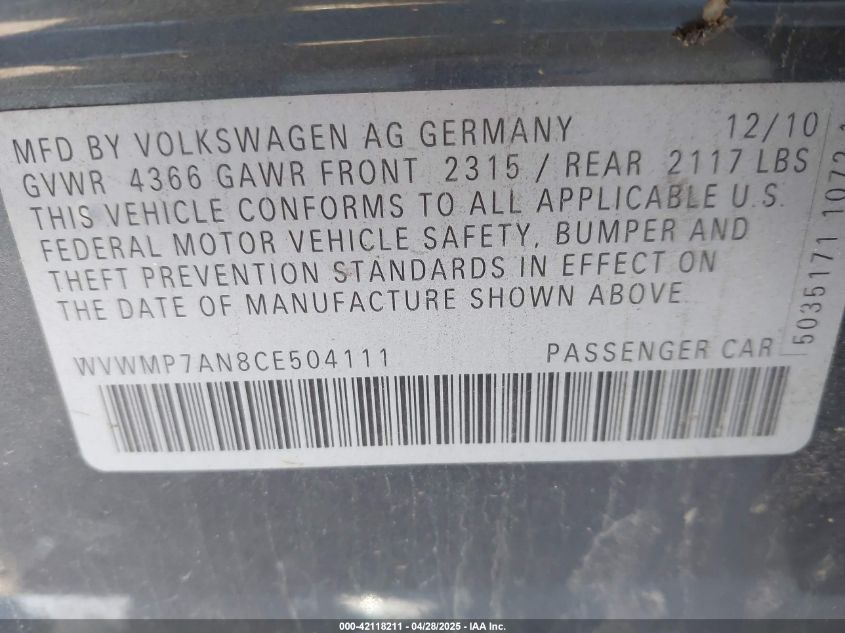 MFD BY VOLKSWAGEN AG GERMANY 12/10
GVWR 4366 GAWR FRONT 2315 / REAR 2117 LBS
THIS VEHICLE CONFORMS TO ALL APPLICABLE U.S.
FEDERAL MOTOR VEHICLE SAFETY, BUMPER AND
THEFT PREVENTION STANDARDS IN EFFECT ON
THE DATE OF MANUFACTURE SHOWN ABOVE
WVWMP7AN8CE504111 PASSENGER CAR
5035171 1072
000-42118211 - 04/28/2025 - IAA Inc.